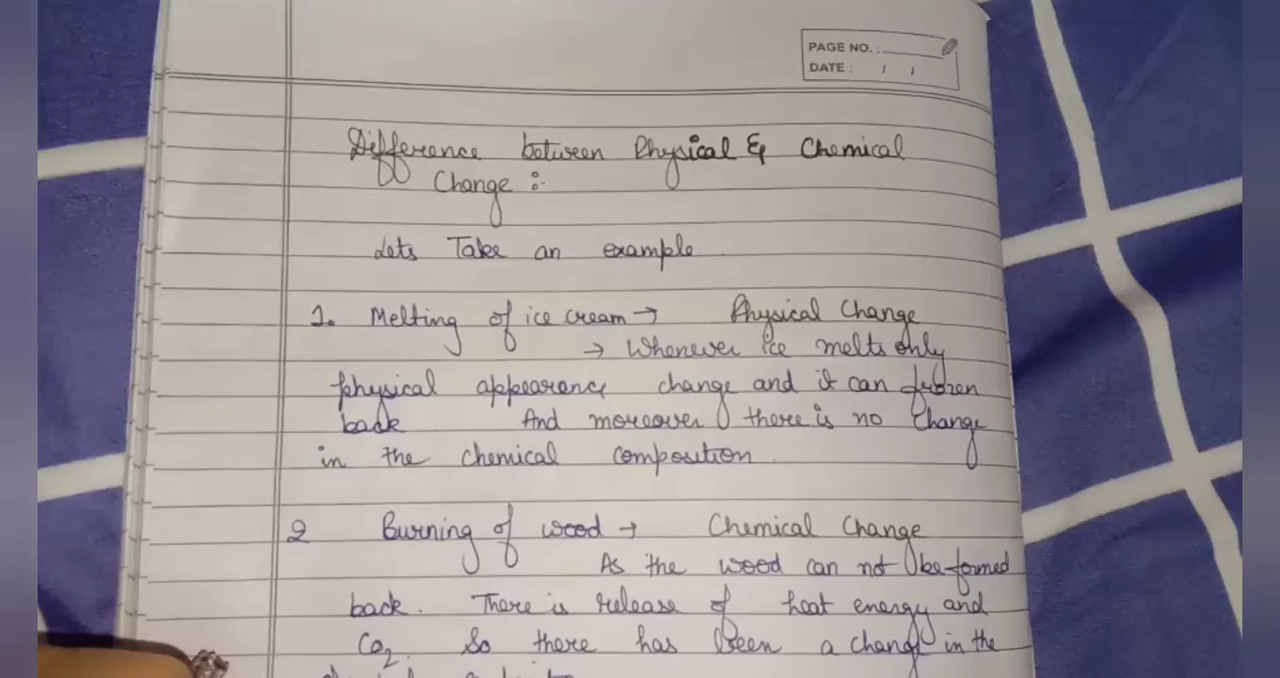 PAGE NO. :
DATE : / /
Difference between Physical & Chemical
Change :-
Lets Take an example
1. Melting of ice cream → Physical Change
→ Whenever ice melts only
physical appearance change and it can frozen
back And moreover there is no change
in the chemical composition
2 Burning of wood → Chemical Change
As the wood can not be formed
back. There is release of heat energy and
CO2. So there has been a change in the